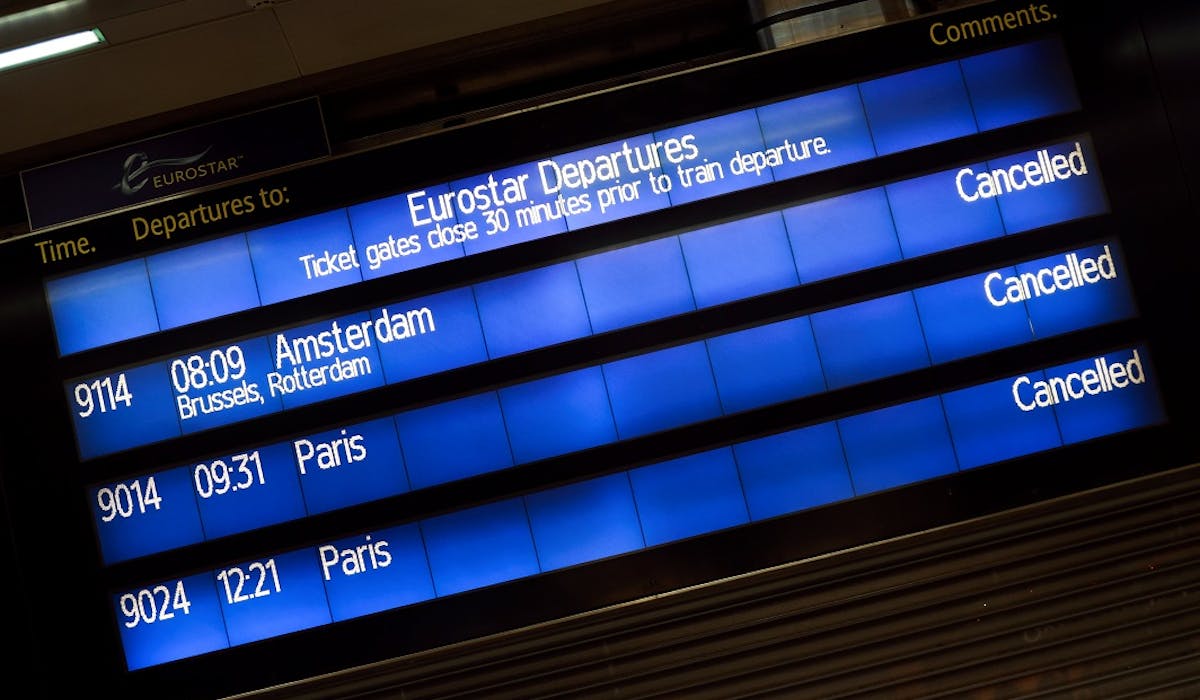 EUROSTAR™
Time. Departures to: Comments.
Eurostar Departures
Ticket gates close 30 minutes prior to train departure.
9114 08:09 Amsterdam Cancelled
Brussels, Rotterdam
9014 09:31 Paris Cancelled
9024 12:21 Paris Cancelled